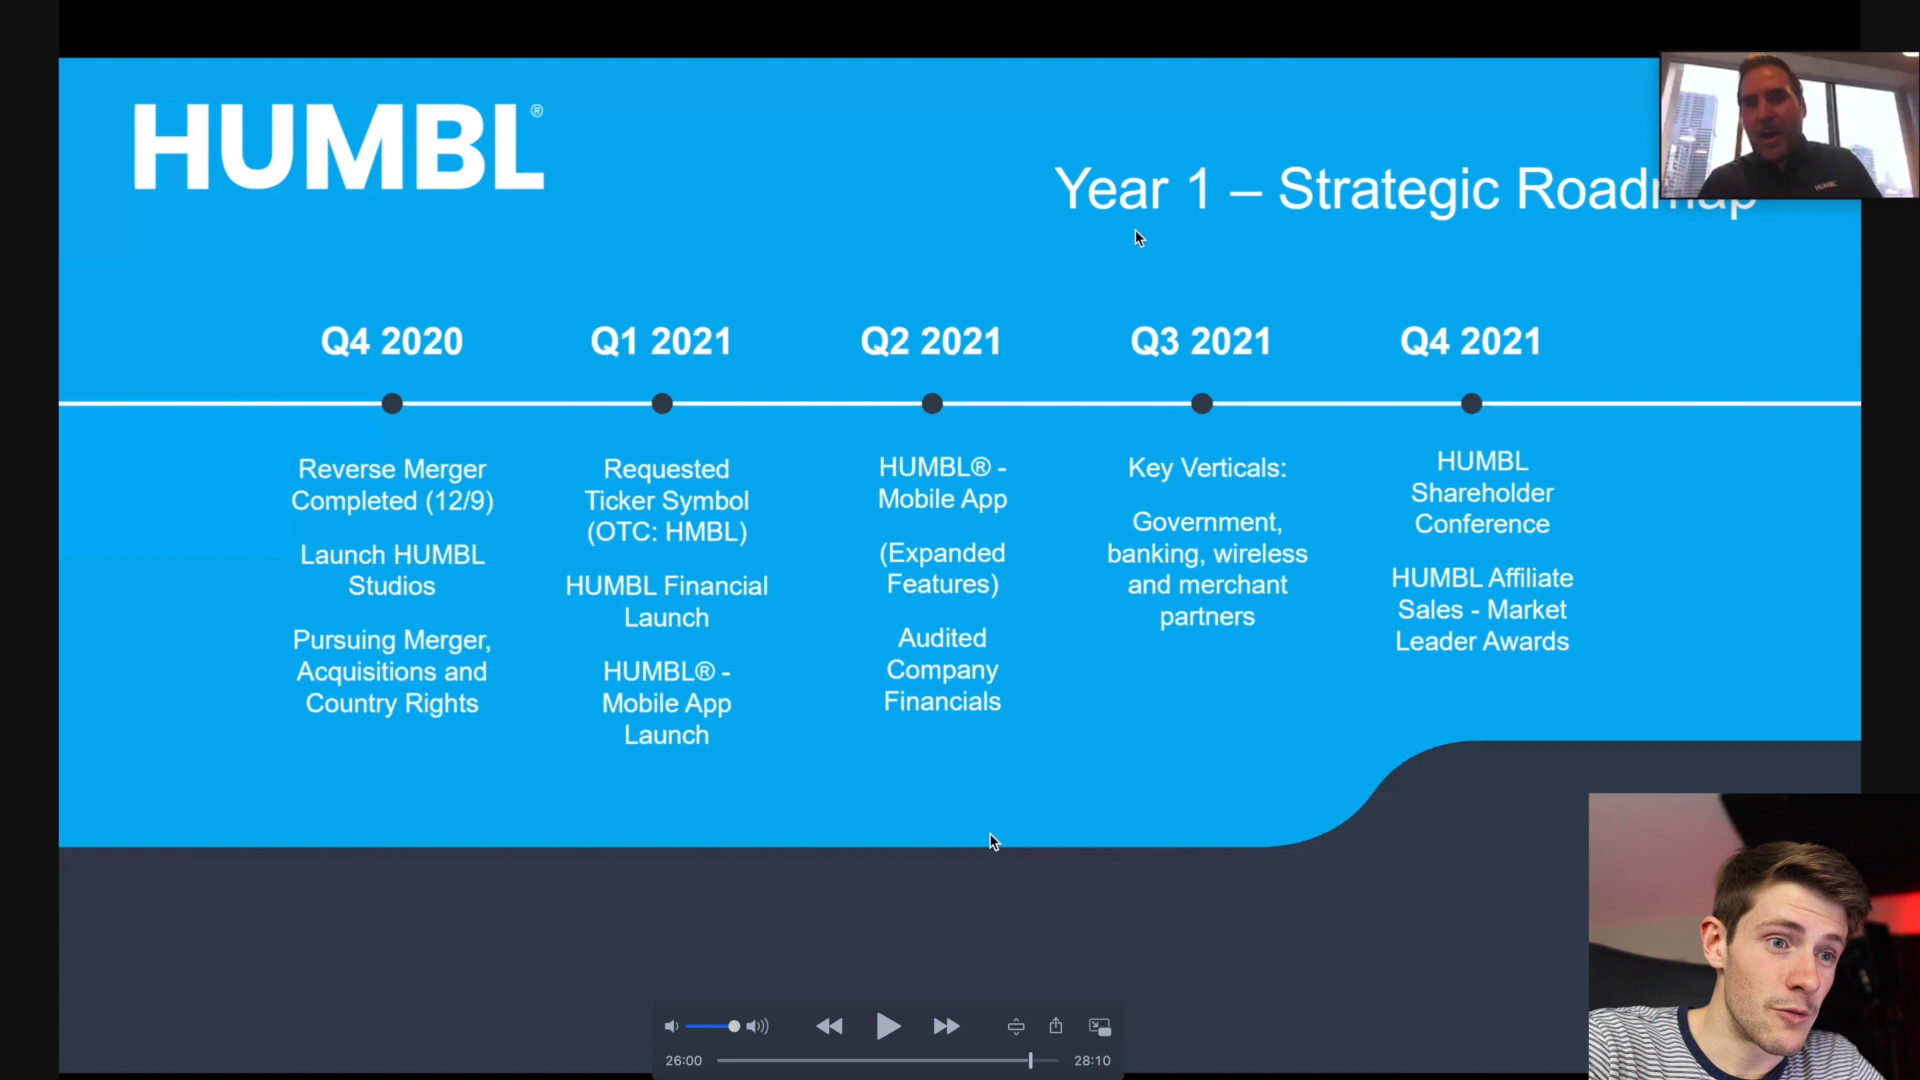 HUMBL®
Year 1 – Strategic Roadmap
Q4 2020
Q1 2021
Q2 2021
Q3 2021
Q4 2021
Reverse Merger
Completed (12/9)
Launch HUMBL
Studios
Pursuing Merger,
Acquisitions and
Country Rights
Requested
Ticker Symbol
(OTC: HMBL)
HUMBL Financial
Launch
HUMBL® -
Mobile App
Launch
HUMBL® -
Mobile App
(Expanded
Features)
Audited
Company
Financials
Key Verticals:
Government,
banking, wireless
and merchant
partners
HUMBL
Shareholder
Conference
HUMBL Affiliate
Sales - Market
Leader Awards
HUMBL
26:00
28:10